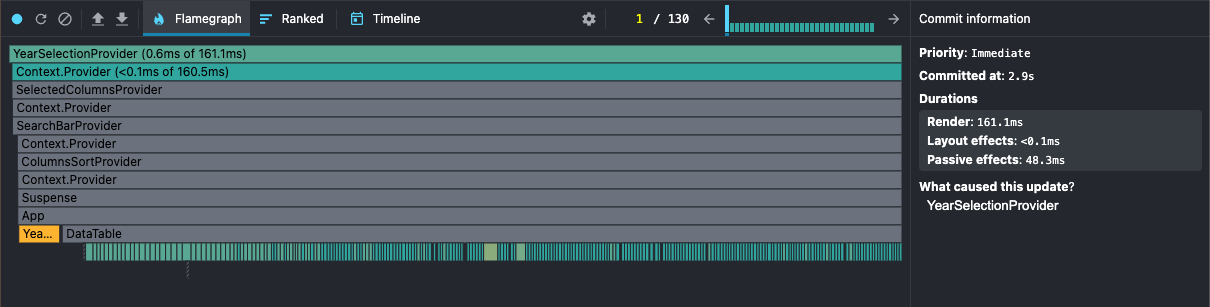 Flamegraph Ranked Timeline 1 / 130 Commit information
YearSelectionProvider (0.6ms of 161.1ms)
Context.Provider (<0.1ms of 160.5ms)
SelectedColumnsProvider
Context.Provider
SearchBarProvider
Context.Provider
ColumnsSortProvider
Context.Provider
Suspense
App
Yea... DataTable
Priority: Immediate
Committed at: 2.9s
Durations
Render: 161.1ms
Layout effects: <0.1ms
Passive effects: 48.3ms
What caused this update?
YearSelectionProvider